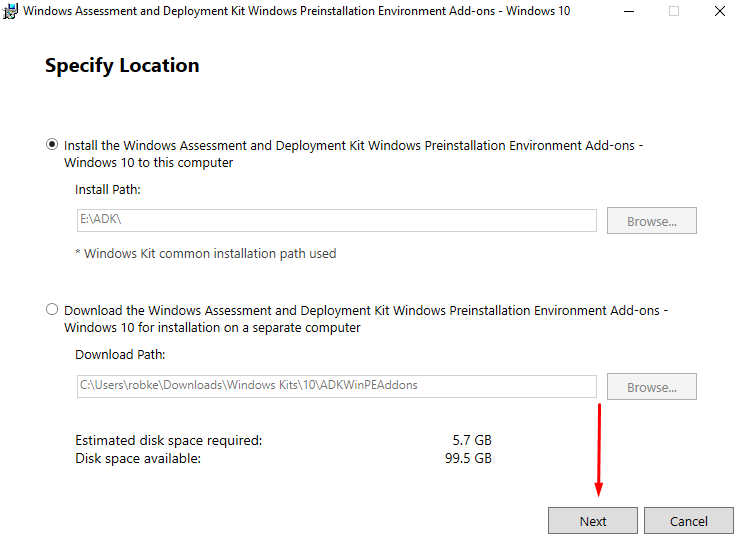 Windows Assessment and Deployment Kit Windows Preinstallation Environment Add-ons - Windows 10
Specify Location
Install the Windows Assessment and Deployment Kit Windows Preinstallation Environment Add-ons -
Windows 10 to this computer
Install Path:
E:\ADK\
Browse...
* Windows Kit common installation path used
Download the Windows Assessment and Deployment Kit Windows Preinstallation Environment Add-ons -
Windows 10 for installation on a separate computer
Download Path:
C:\Users\robke\Downloads\Windows Kits\10\ADKWinPEAddons
Browse...
Estimated disk space required: 5.7 GB
Disk space available: 99.5 GB
Next
Cancel